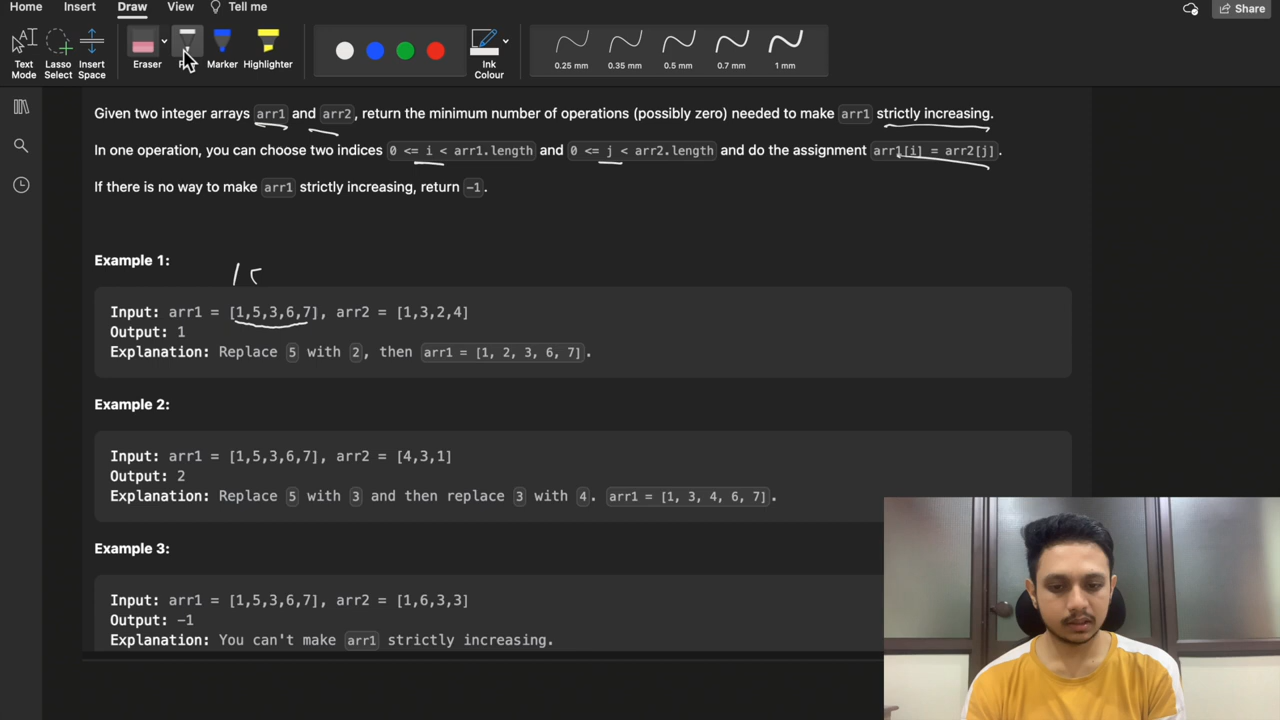 Home Insert Draw View Tell me Share
Text Mode Lasso Select Insert Space Eraser Marker Highlighter Ink Colour 0.25 mm 0.35 mm 0.5 mm 0.7 mm 1 mm
Given two integer arrays arr1 and arr2, return the minimum number of operations (possibly zero) needed to make arr1 strictly increasing.
In one operation, you can choose two indices 0 <= i < arr1.length and 0 <= j < arr2.length and do the assignment arr1[i] = arr2[j].
If there is no way to make arr1 strictly increasing, return -1.
Example 1:
Input: arr1 = [1,5,3,6,7], arr2 = [1,3,2,4]
Output: 1
Explanation: Replace 5 with 2, then arr1 = [1, 2, 3, 6, 7].
Example 2:
Input: arr1 = [1,5,3,6,7], arr2 = [4,3,1]
Output: 2
Explanation: Replace 5 with 3 and then replace 3 with 4. arr1 = [1, 3, 4, 6, 7].
Example 3:
Input: arr1 = [1,5,3,6,7], arr2 = [1,6,3,3]
Output: -1
Explanation: You can't make arr1 strictly increasing.